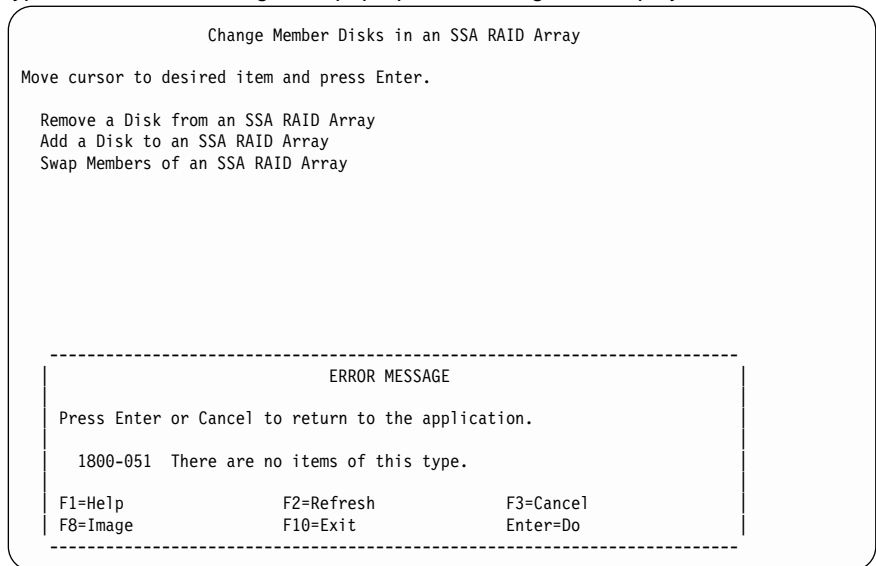 Change Member Disks in an SSA RAID Array
Move cursor to desired item and press Enter.
Remove a Disk from an SSA RAID Array
Add a Disk to an SSA RAID Array
Swap Members of an SSA RAID Array
ERROR MESSAGE
Press Enter or Cancel to return to the application.
1800-051 There are no items of this type.
F1=Help F2=Refresh F3=Cancel
F8=Image F10=Exit Enter=Do